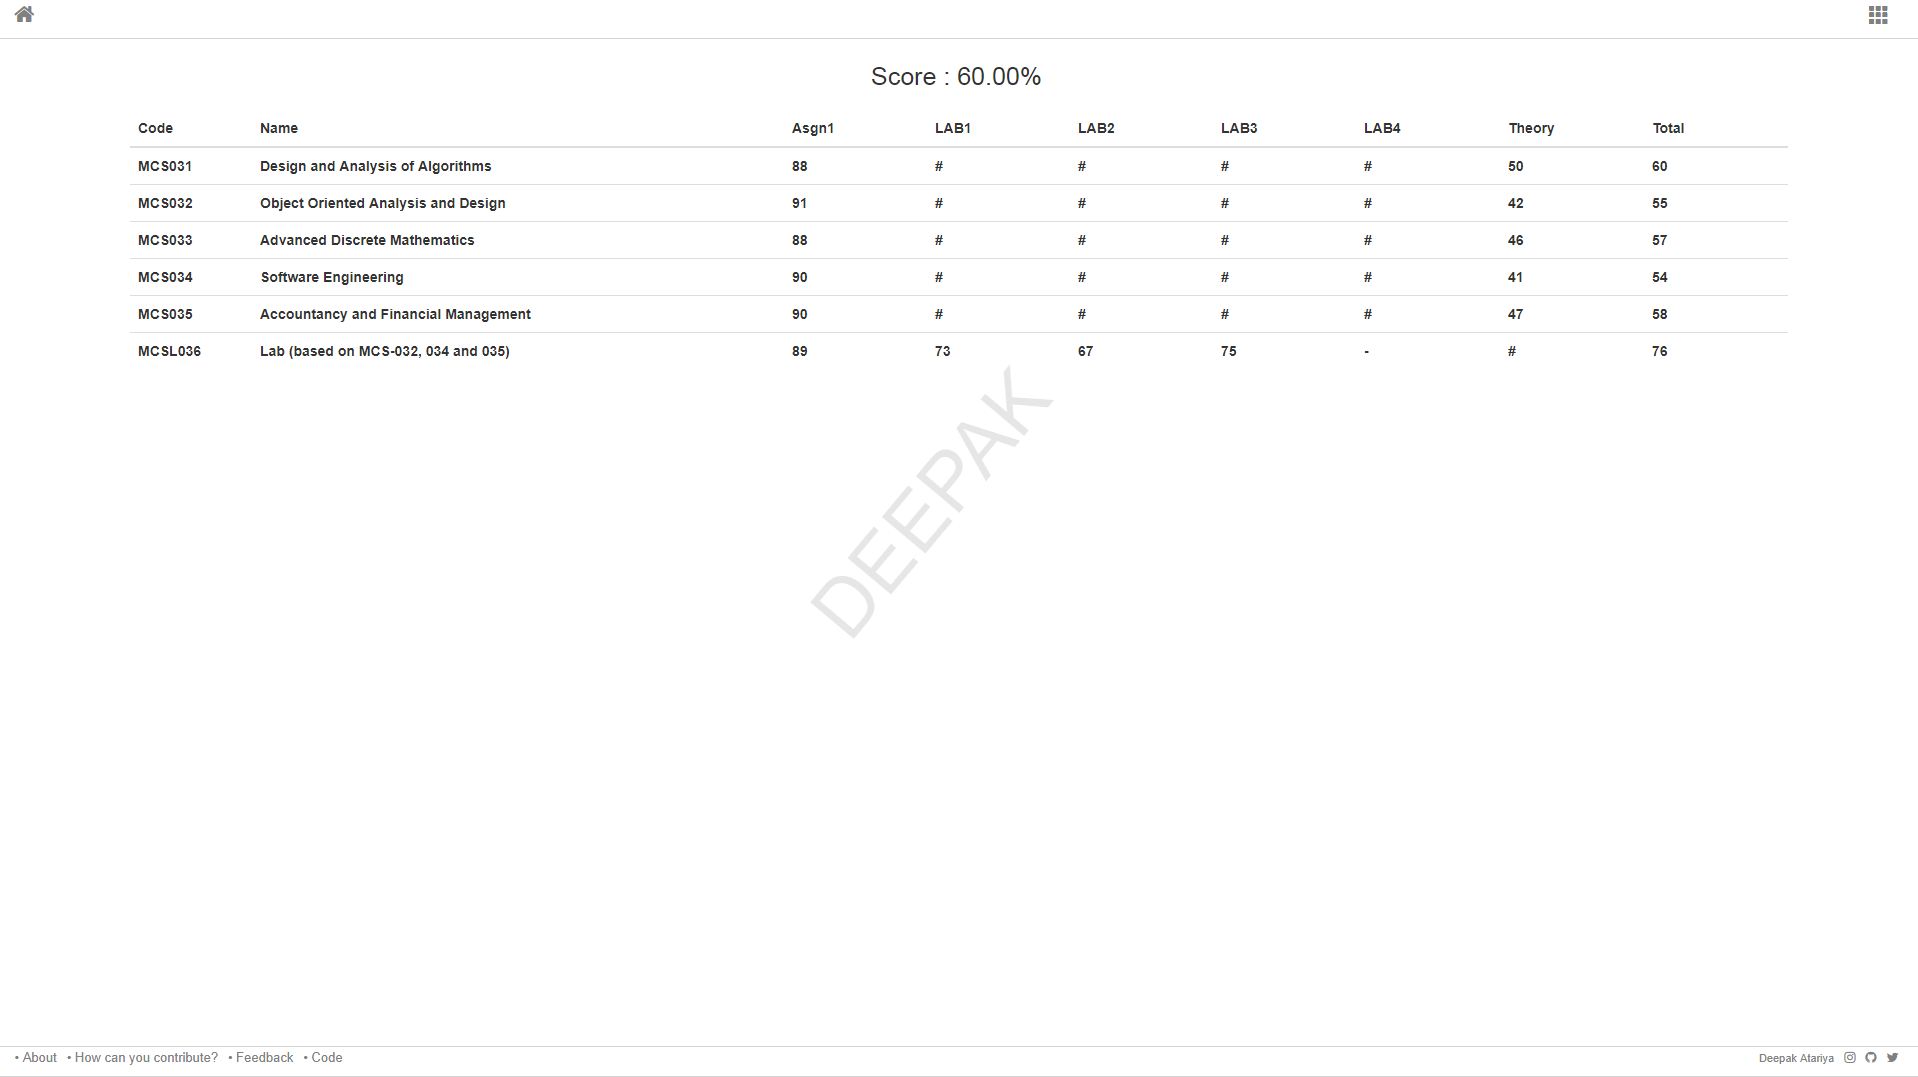 Score : 60.00%
Code Name Asgn1 LAB1 LAB2 LAB3 LAB4 Theory Total
MCS031 Design and Analysis of Algorithms 88 # # # # 50 60
MCS032 Object Oriented Analysis and Design 91 # # # # 42 55
MCS033 Advanced Discrete Mathematics 88 # # # # 46 57
MCS034 Software Engineering 90 # # # # 41 54
MCS035 Accountancy and Financial Management 90 # # # # 47 58
MCSL036 Lab (based on MCS-032, 034 and 035) 89 73 67 75 - # 76
DEEPAK
• About • How can you contribute? • Feedback • Code Deepak Atariya